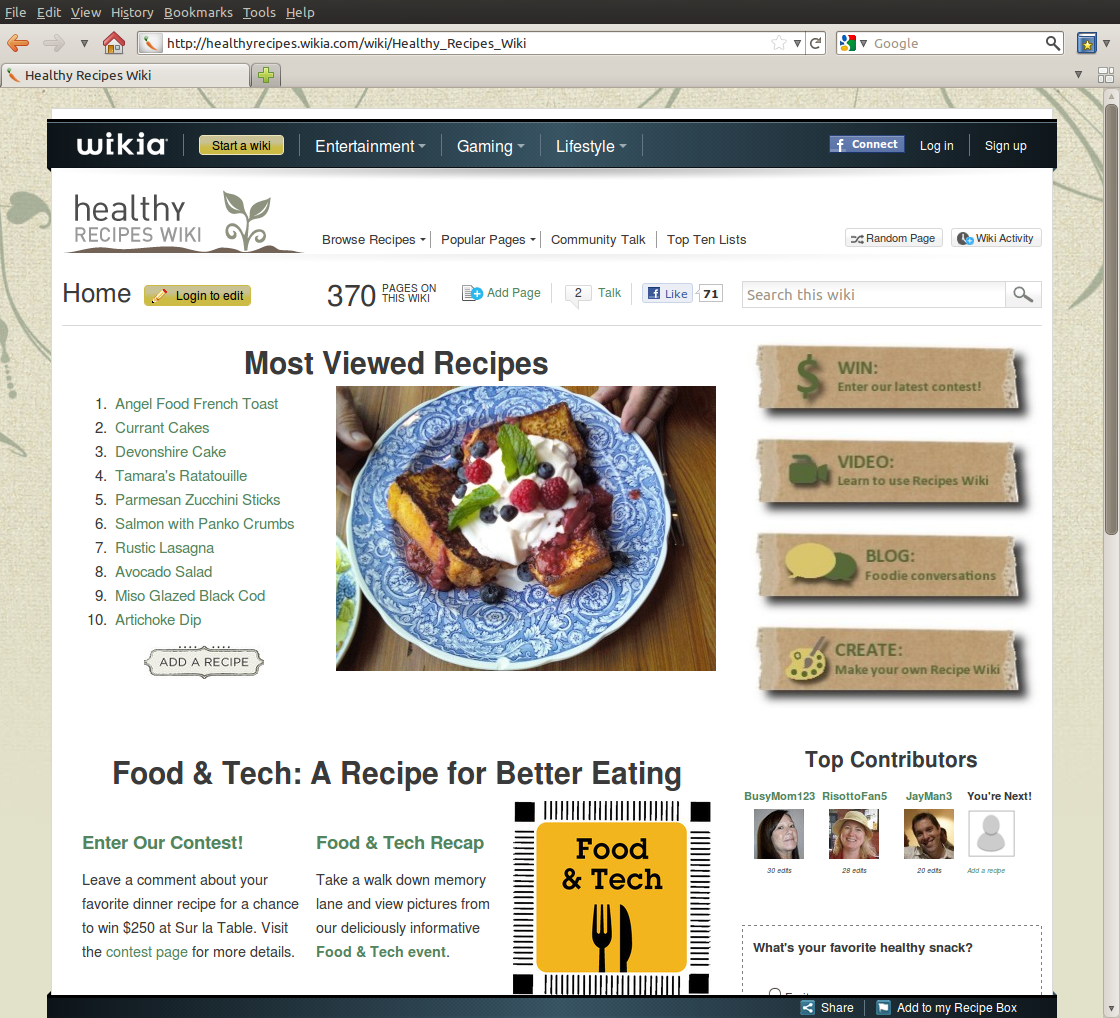 File Edit View History Bookmarks Tools Help
http://healthyrecipes.wikia.com/wiki/Healthy_Recipes_Wiki
Google
Healthy Recipes Wiki
wikia
Start a wiki
Entertainment
Gaming
Lifestyle
f Connect
Log in
Sign up
healthy
RECIPES WIKI
Browse Recipes
Popular Pages
Community Talk
Top Ten Lists
Random Page
Wiki Activity
Home
Login to edit
370 PAGES ON
THIS WIKI
Add Page
2 Talk
f Like 71
Search this wiki
Most Viewed Recipes
1. Angel Food French Toast
2. Currant Cakes
3. Devonshire Cake
4. Tamara's Ratatouille
5. Parmesan Zucchini Sticks
6. Salmon with Panko Crumbs
7. Rustic Lasagna
8. Avocado Salad
9. Miso Glazed Black Cod
10. Artichoke Dip
ADD A RECIPE
$ WIN:
Enter our latest contest!
VIDEO:
Learn to use Recipes Wiki
BLOG:
Foodie conversations
CREATE:
Make your own Recipe Wiki
Food & Tech: A Recipe for Better Eating
Enter Our Contest!
Leave a comment about your
favorite dinner recipe for a chance
to win $250 at Sur la Table. Visit
the contest page for more details.
Food & Tech Recap
Take a walk down memory
lane and view pictures from
our deliciously informative
Food & Tech event.
Food
& Tech
Top Contributors
BusyMom123 RisottoFan5 JayMan3 You're Next!
30 edits 28 edits 20 edits Add a recipe
What's your favorite healthy snack?
Share
Add to my Recipe Box